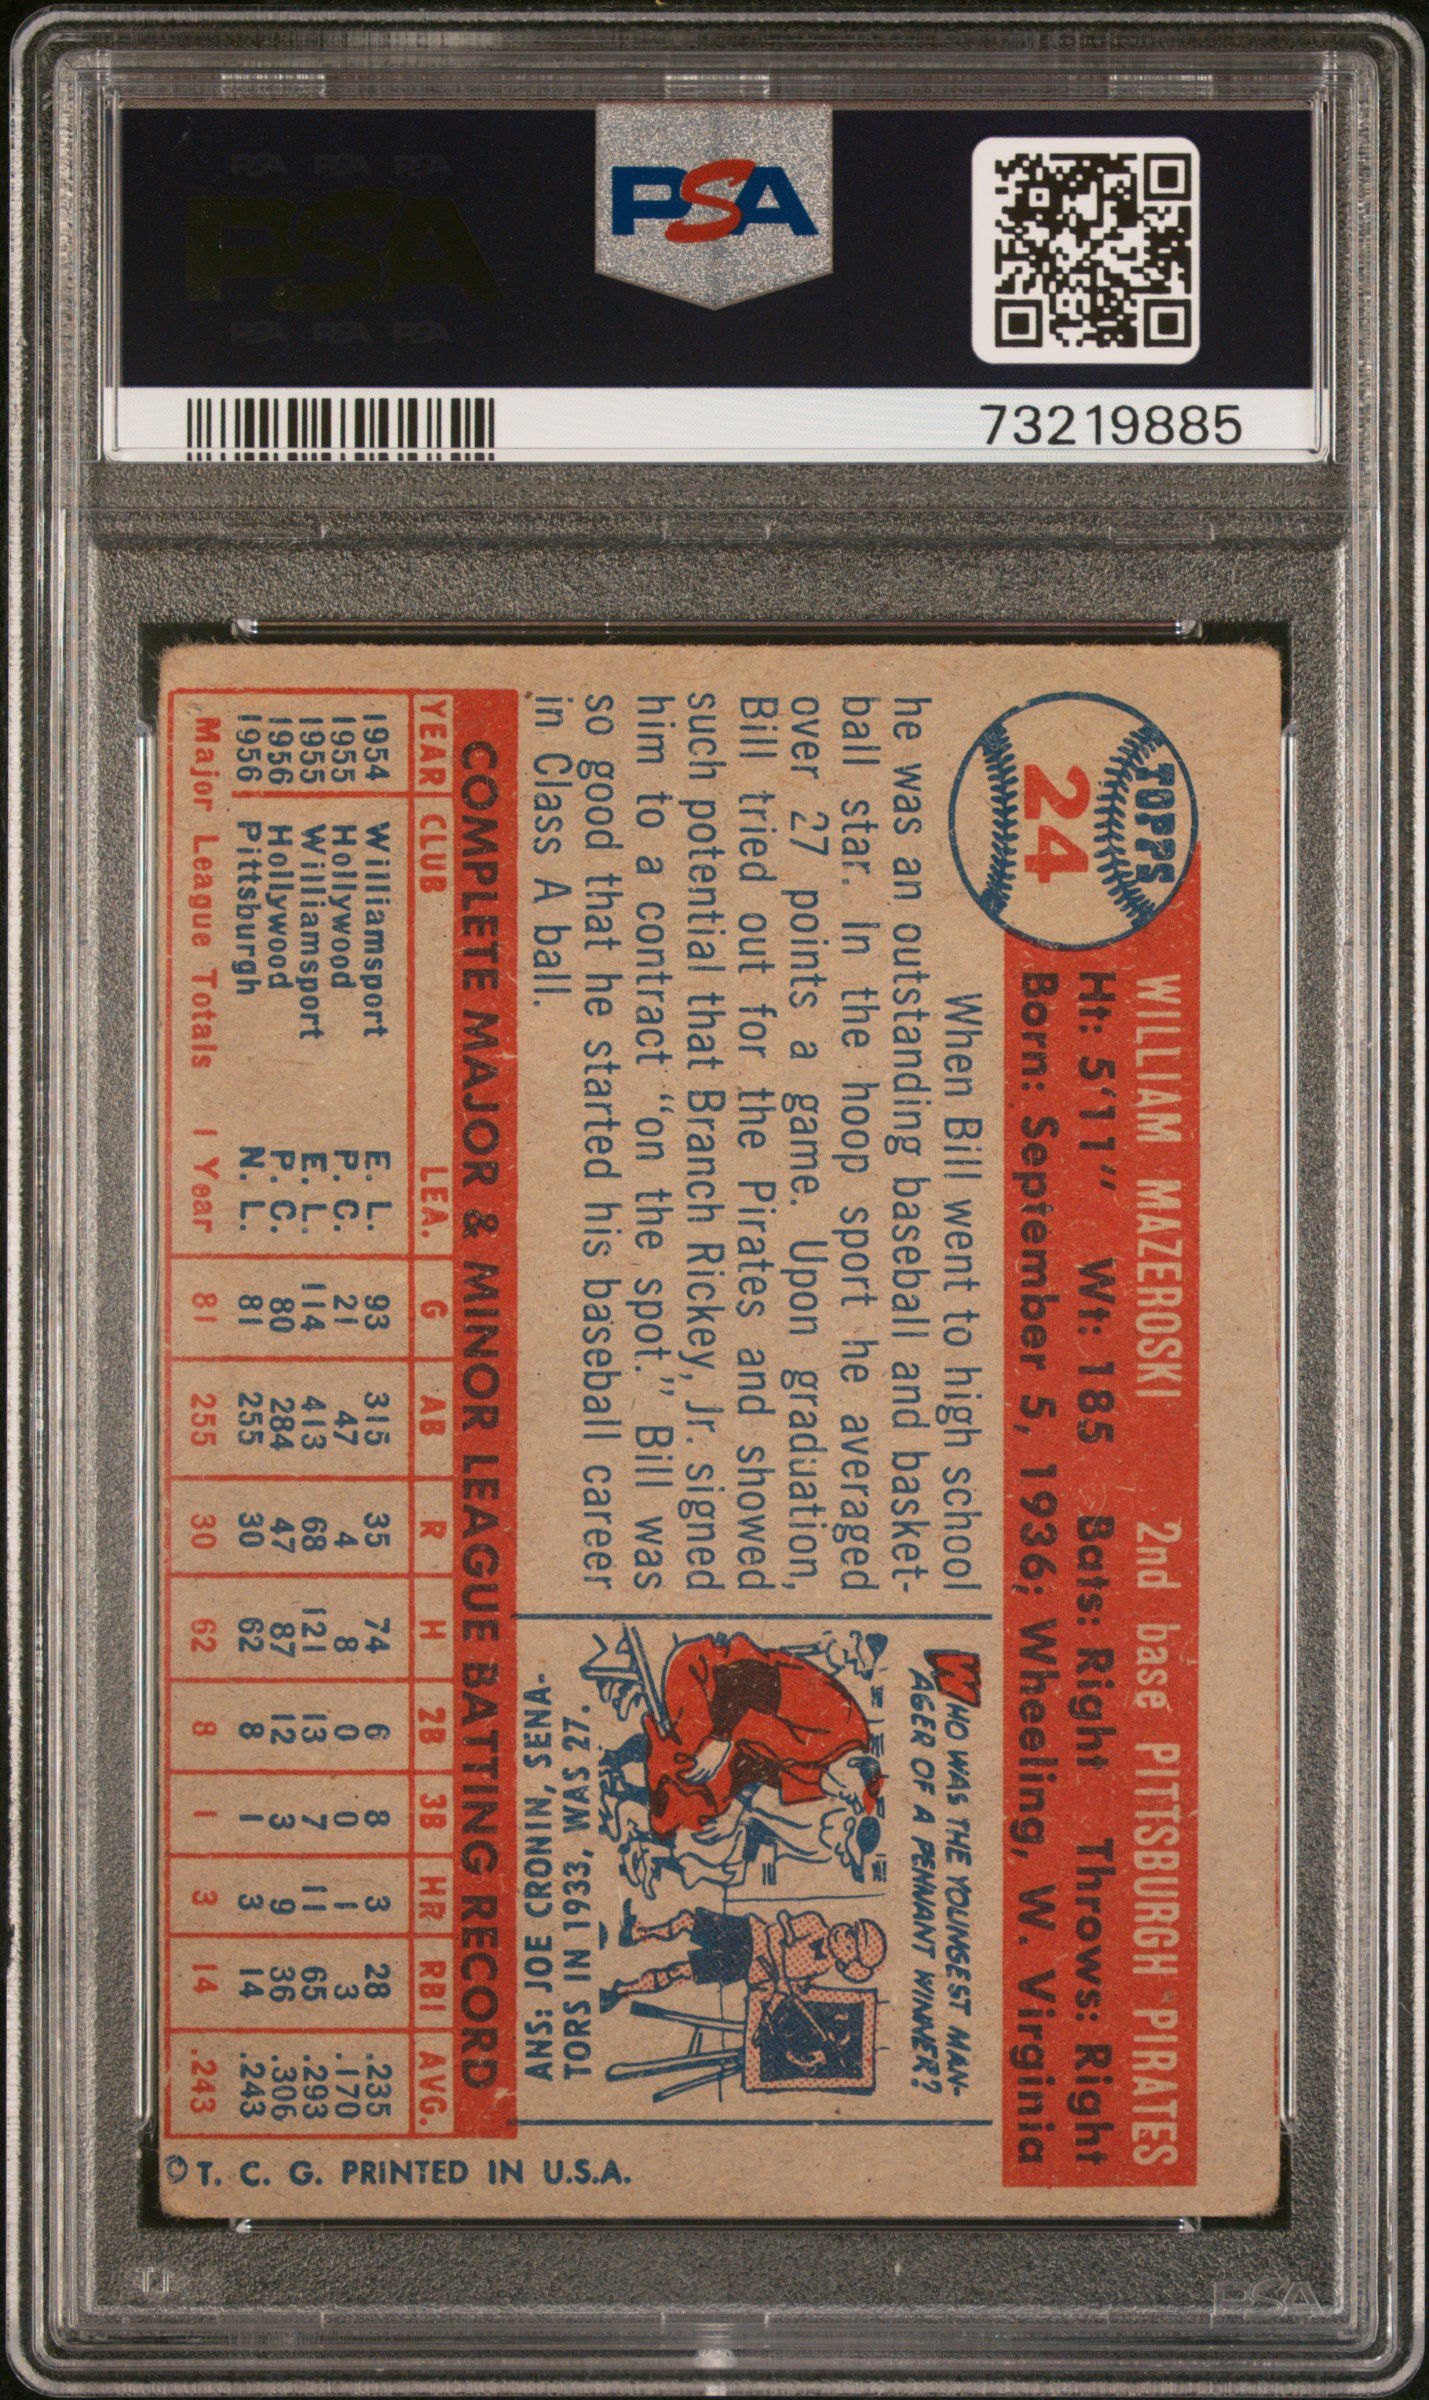 PSA PSA PSA
PSA
PSA PSA PSA
PSA
73219885
TOPPS
24
WILLIAM MAZEROSKI 2nd base PITTSBURGH PIRATES
Ht: 5'11" Wt: 185 Bats: Right Throws: Right
Born: September 5, 1936; Wheeling, W. Virginia
When Bill went to high school
he was an outstanding baseball and basket-
ball star. In the hoop sport he averaged
over 27 points a game. Upon graduation,
Bill tried out for the Pirates and showed
such potential that Branch Rickey, Jr. signed
him to a contract "on the spot." Bill was
so good that he started his baseball career
in Class A ball.
WHO WAS THE YOUNGEST MAN-
AGER OF A PENNANT WINNER?
ANS: JOE CRONIN, SENA-
TORS IN 1933, WAS 27.
COMPLETE MAJOR & MINOR LEAGUE BATTING RECORD
YEAR CLUB LEA. G AB R H 2B 3B HR RBI AVG.
1954 Williamsport E. L. 93 315 35 74 6 8 3 28 .235
1955 Hollywood P. C. 21 47 4 8 0 0 1 3 .170
1955 Williamsport E. L. 114 413 68 121 13 7 11 65 .293
1956 Hollywood P. C. 80 284 47 87 12 3 9 36 .306
1956 Pittsburgh N. L. 81 255 30 62 8 1 3 14 .243
Major League Totals 1 Year 81 255 30 62 8 1 3 14 .243
© T. C. G. PRINTED IN U.S.A.
PSA